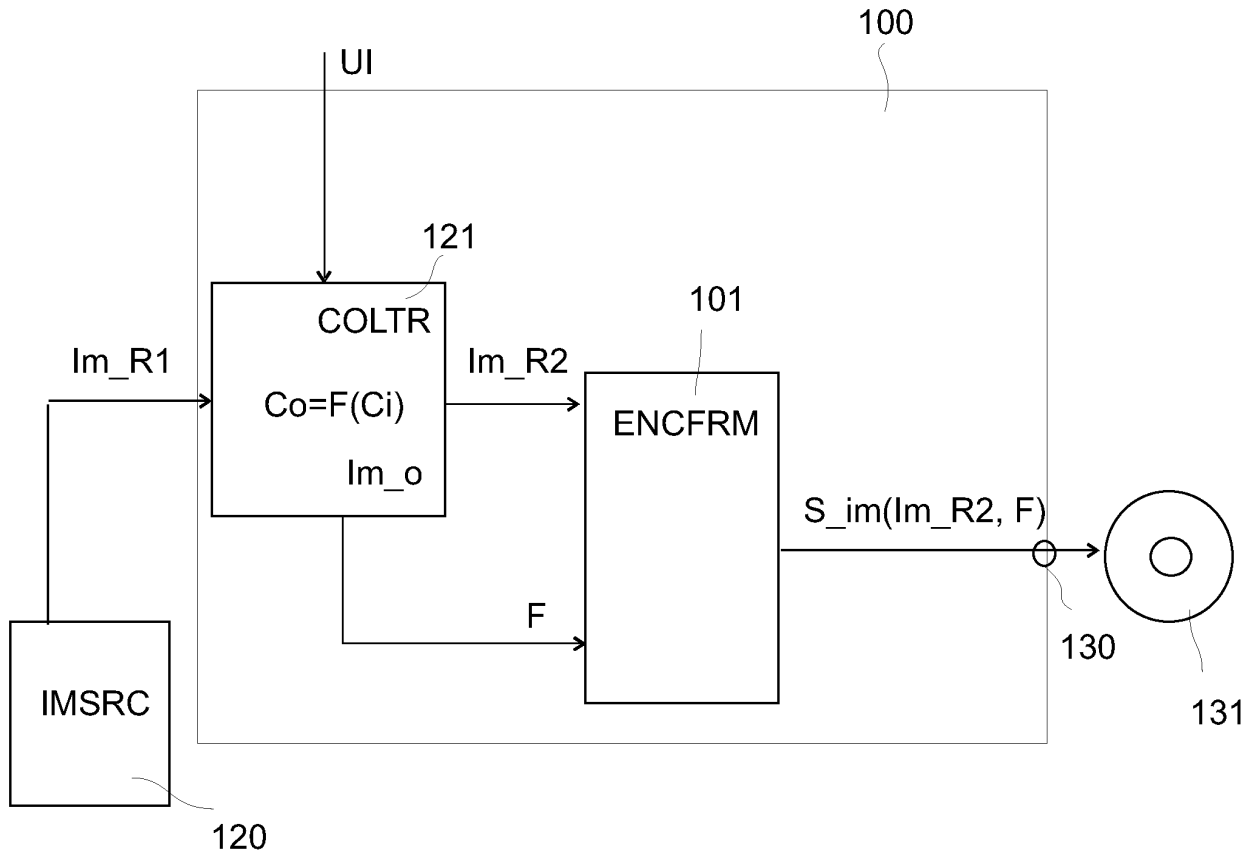 100
UI
121
COLTR
101
Im_R1
Im_R2
Co=F(Ci)
ENCFRM
Im_o
S_im(Im_R2, F)
F
130
IMSRC
131
120